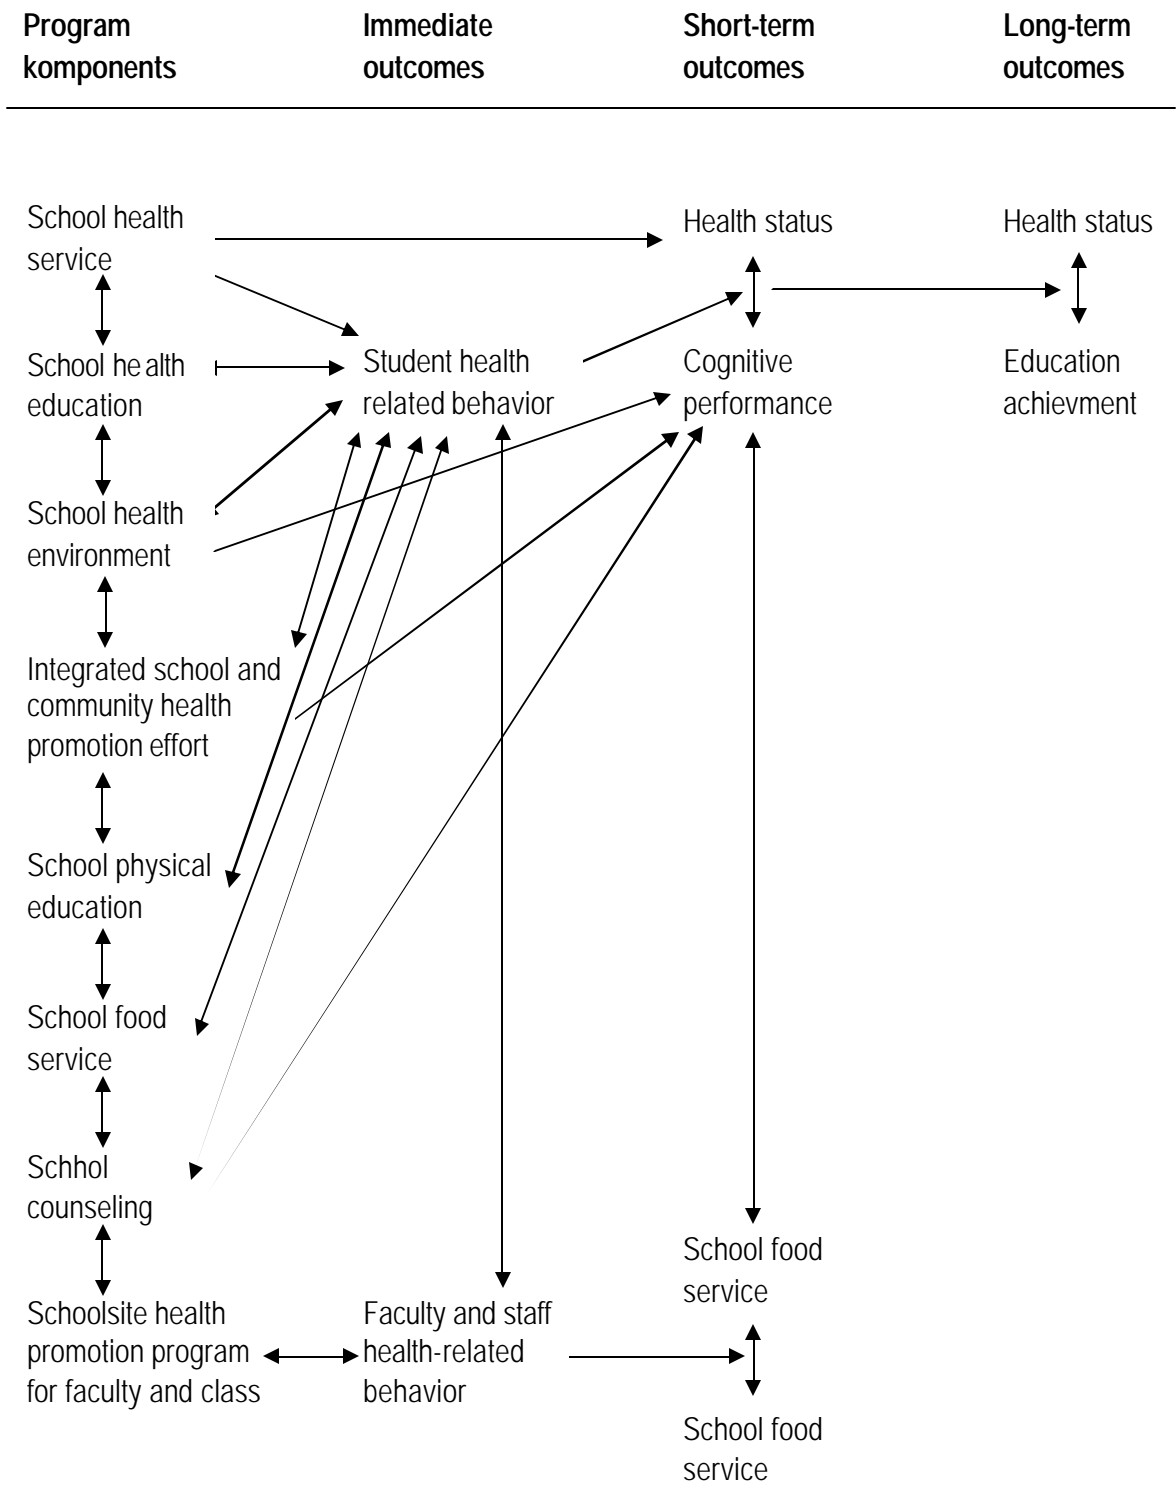 Program
komponents
Immediate
outcomes
Short-term
outcomes
Long-term
outcomes
School health
service
School health
education
School health
environment
Integrated school and
community health
promotion effort
School physical
education
School food
service
Schhol
counseling
Schoolsite health
promotion program
for faculty and class
Student health
related behavior
Faculty and staff
health-related
behavior
Health status
Cognitive
performance
School food
service
School food
service
Health status
Education
achievment